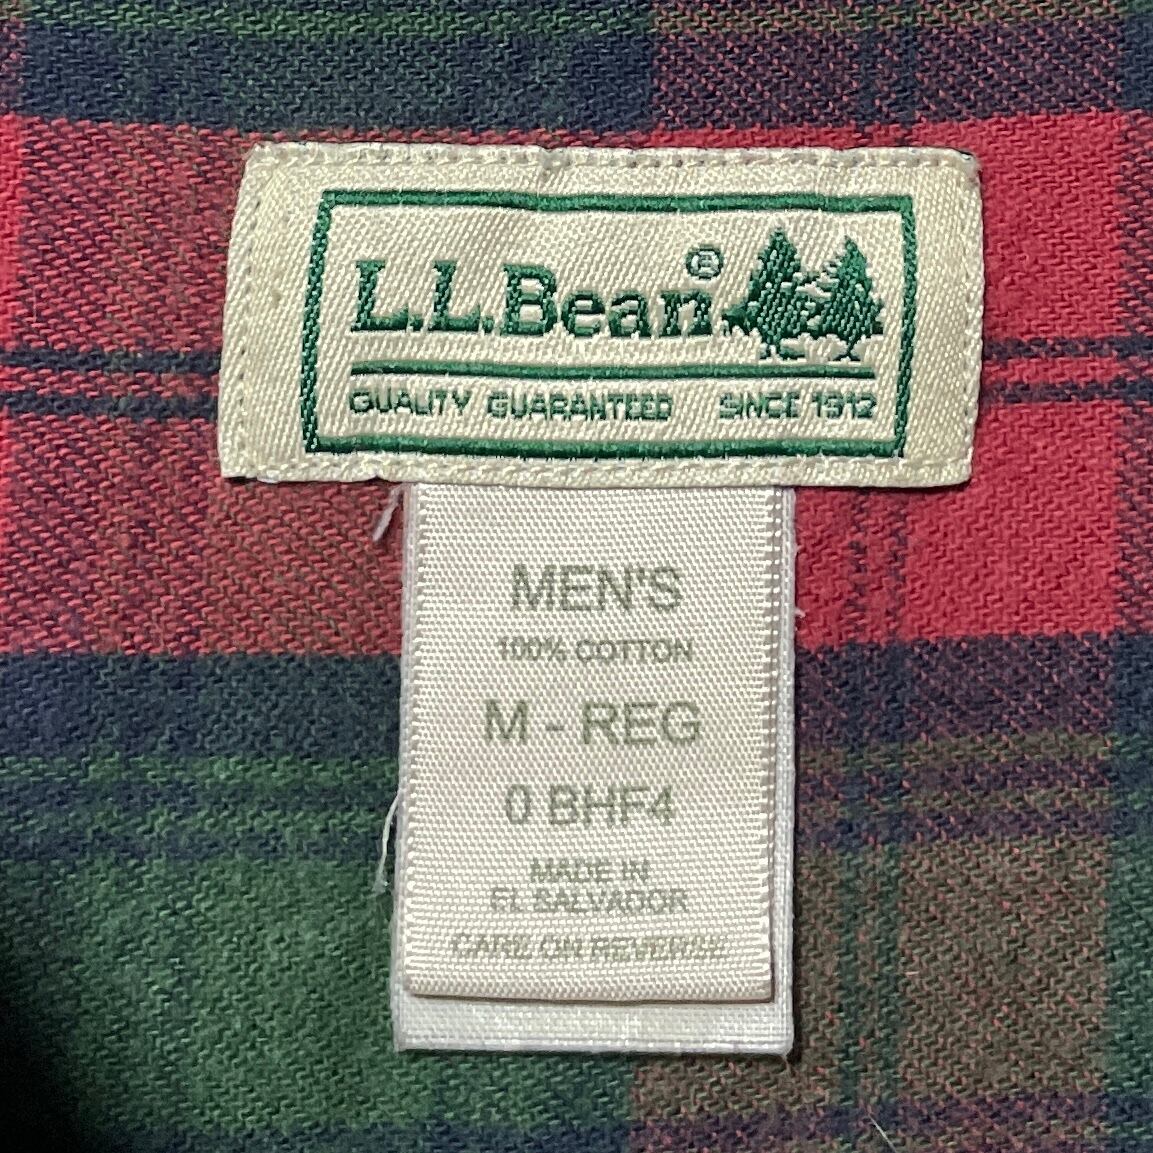 L.L.Bean®
QUALITY GUARANTEED SINCE 1912
MEN'S
100% COTTON
M - REG
0 BHF4
MADE IN
EL SALVADOR
CARE ON REVERSE